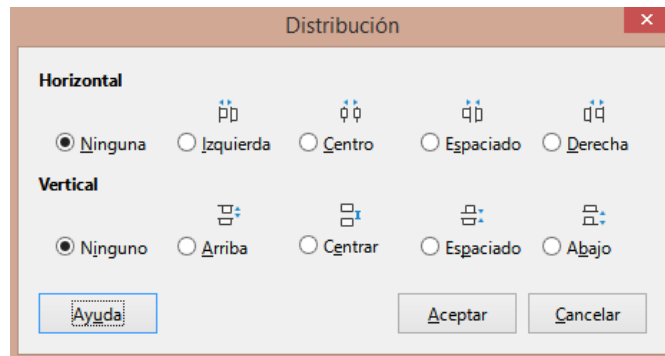 Distribución
Horizontal
Ninguna Izquierda Centro Espaciado Derecha
Vertical
Ninguno Arriba Centrar Espaciado Abajo
Ayuda Aceptar Cancelar